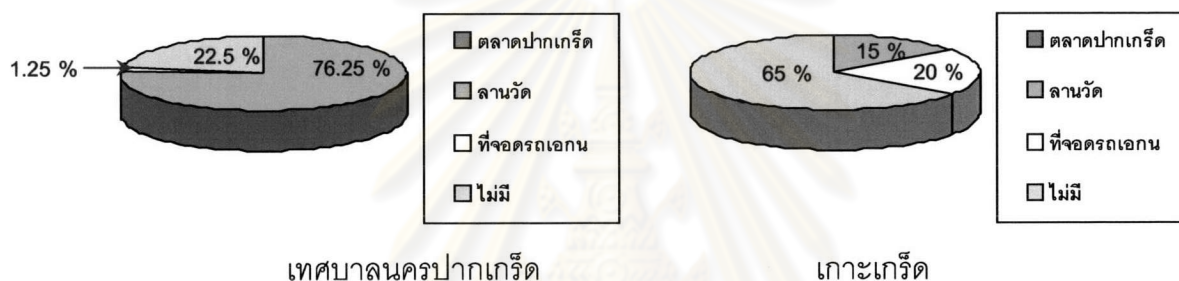 22.5 %
76.25 %
1.25 %
ตลาดปากเกร็ด
ลานวัด
ที่จอดรถเอกน
ไม่มี
เทศบาลนครปากเกร็ด
15 %
20 %
65 %
ตลาดปากเกร็ด
ลานวัด
ที่จอดรถเอกน
ไม่มี
เกาะเกร็ด